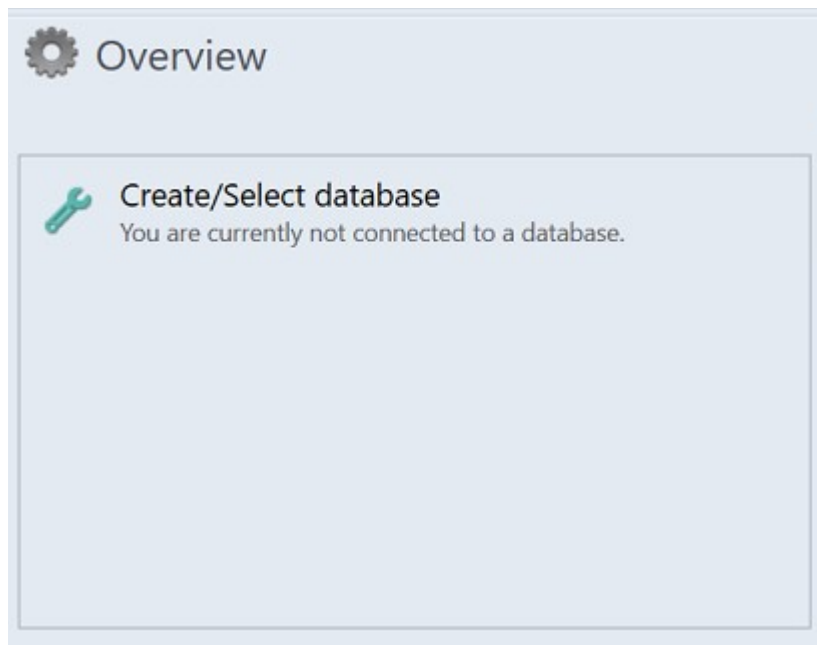 Overview
Create/Select database
You are currently not connected to a database.